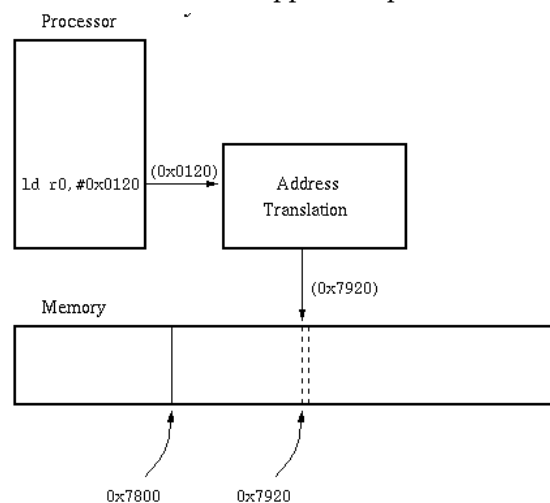 Processor
ld r0,#0x0120
(0x0120)
Address
Translation
(0x7920)
Memory
0x7800
0x7920